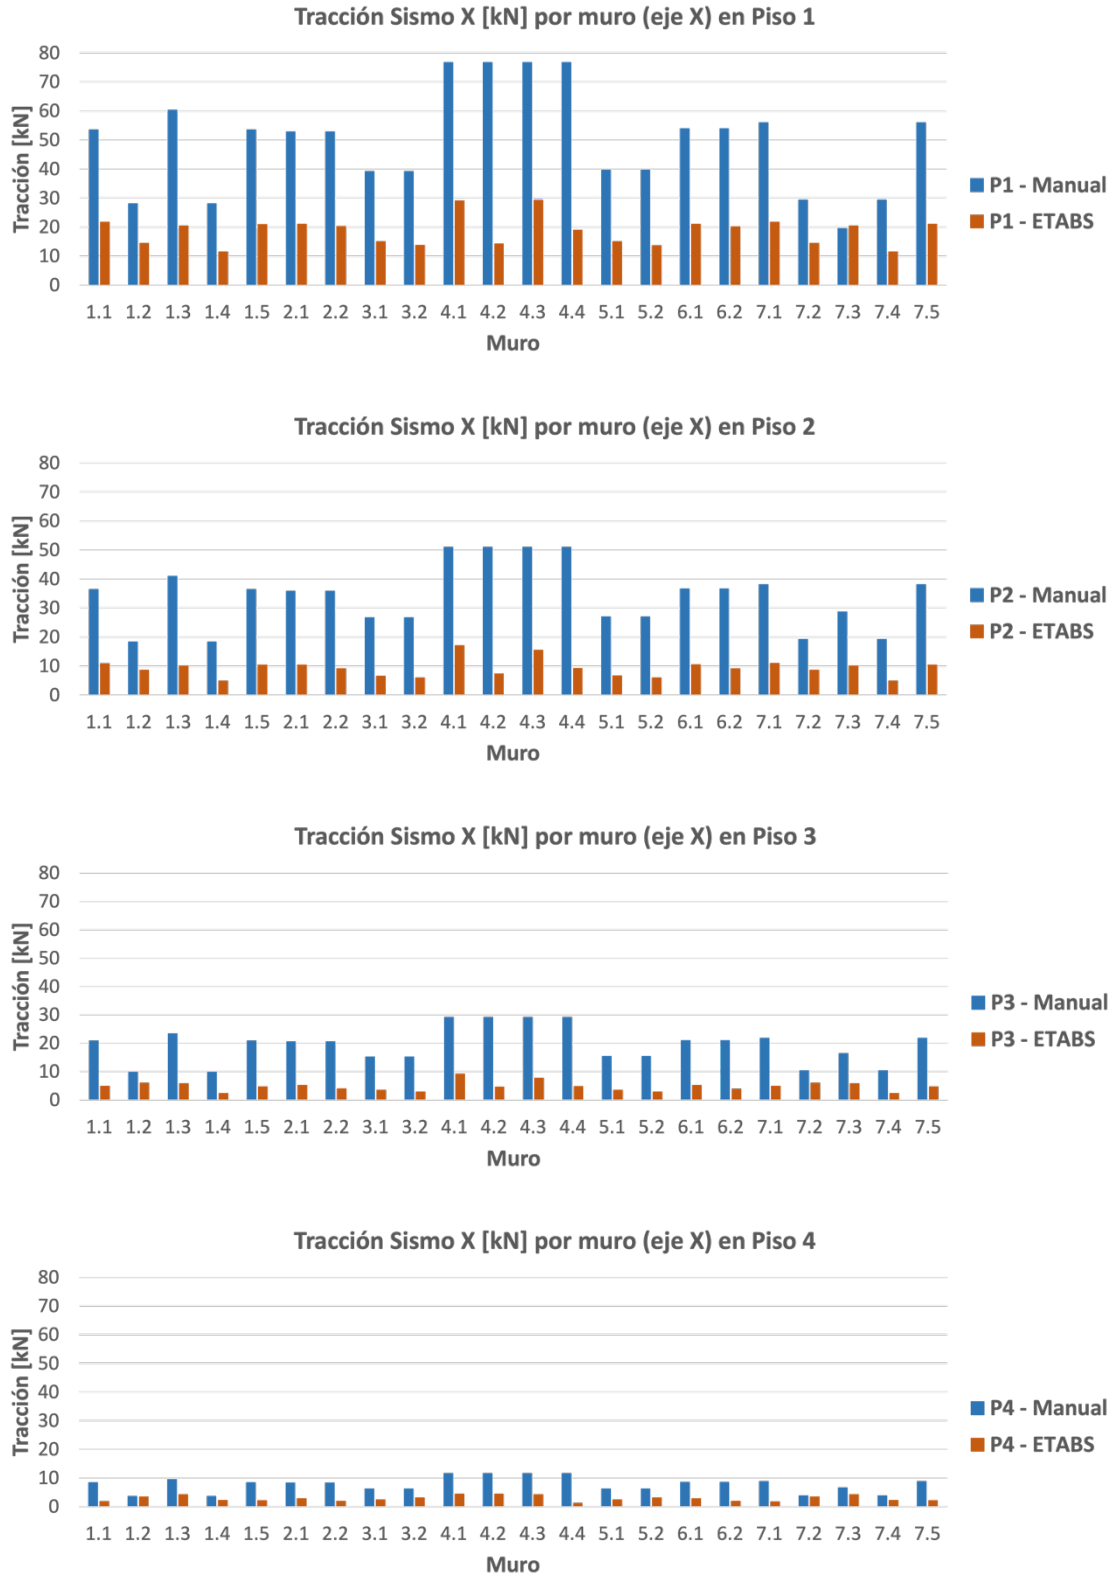 Tracción Sismo X [kN] por muro (eje X) en Piso 1
Tracción [kN]
80
70
60
50
40
30
20
10
0
1.1 1.2 1.3 1.4 1.5 2.1 2.2 3.1 3.2 4.1 4.2 4.3 4.4 5.1 5.2 6.1 6.2 7.1 7.2 7.3 7.4 7.5
Muro
P1 - Manual
P1 - ETABS
Tracción Sismo X [kN] por muro (eje X) en Piso 2
Tracción [kN]
80
70
60
50
40
30
20
10
0
1.1 1.2 1.3 1.4 1.5 2.1 2.2 3.1 3.2 4.1 4.2 4.3 4.4 5.1 5.2 6.1 6.2 7.1 7.2 7.3 7.4 7.5
Muro
P2 - Manual
P2 - ETABS
Tracción Sismo X [kN] por muro (eje X) en Piso 3
Tracción [kN]
80
70
60
50
40
30
20
10
0
1.1 1.2 1.3 1.4 1.5 2.1 2.2 3.1 3.2 4.1 4.2 4.3 4.4 5.1 5.2 6.1 6.2 7.1 7.2 7.3 7.4 7.5
Muro
P3 - Manual
P3 - ETABS
Tracción Sismo X [kN] por muro (eje X) en Piso 4
Tracción [kN]
80
70
60
50
40
30
20
10
0
1.1 1.2 1.3 1.4 1.5 2.1 2.2 3.1 3.2 4.1 4.2 4.3 4.4 5.1 5.2 6.1 6.2 7.1 7.2 7.3 7.4 7.5
Muro
P4 - Manual
P4 - ETABS